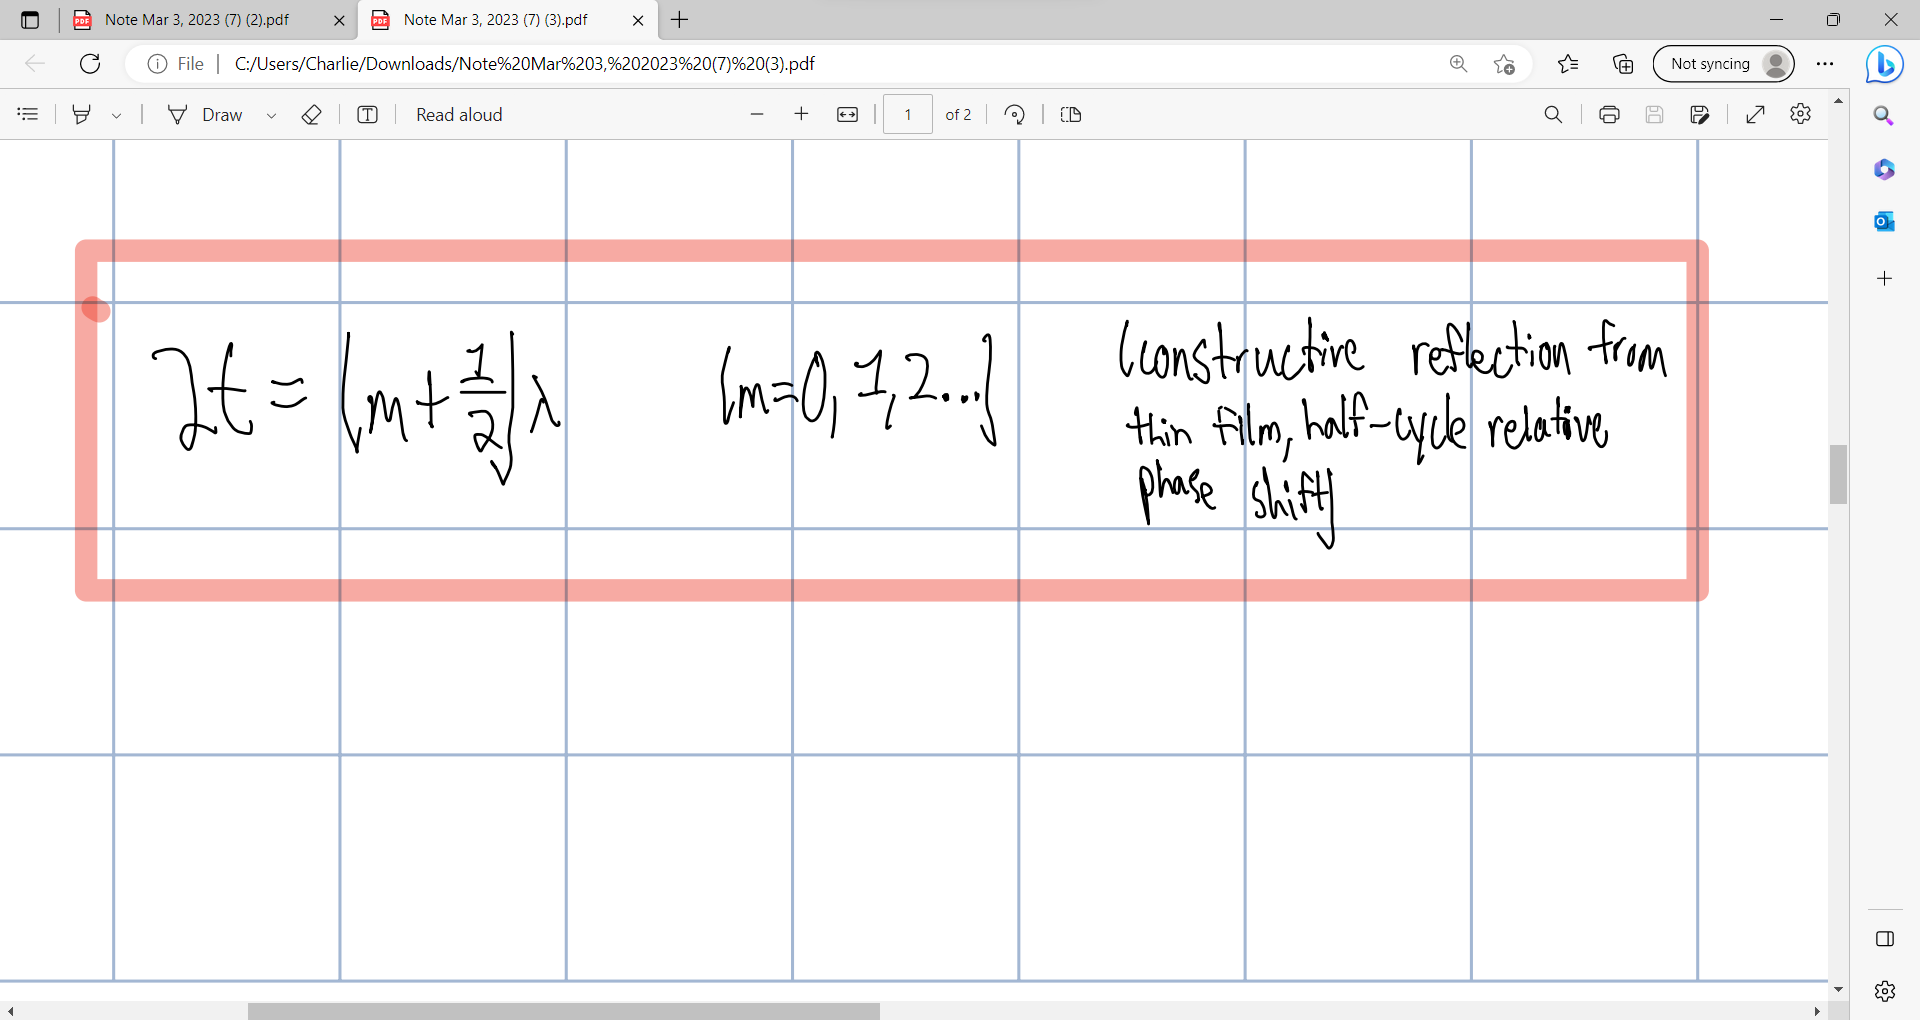 Note Mar 3, 2023 (7) (2).pdf
Note Mar 3, 2023 (7) (3).pdf
File
C:/Users/Charlie/Downloads/Note%20Mar%203,%202023%20(7)%20(3).pdf
Not syncing
Draw
Read aloud
1 of 2
2t = (m + 1/2) λ
(m=0, 1, 2...)
(constructive reflection from
thin film, half-cycle relative
phase shift)